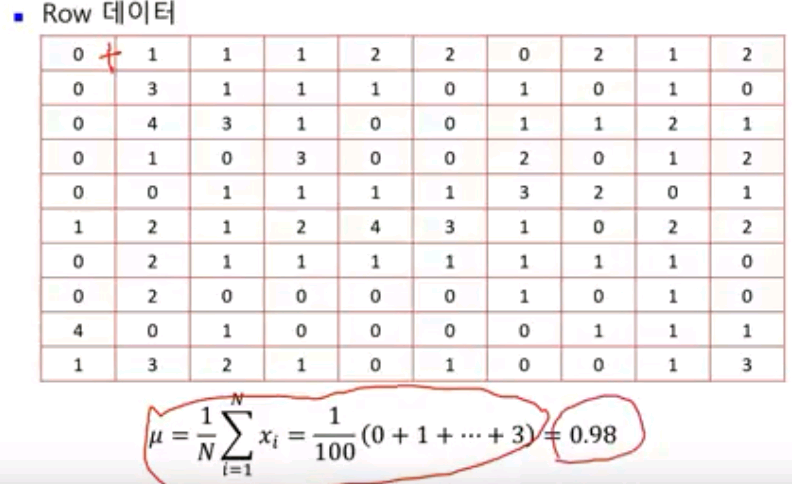 ▪ Row 데이터
0 1 1 1 2 2 0 2 1 2
0 3 1 1 1 0 1 0 1 0
0 4 3 1 0 0 1 1 2 1
0 1 0 3 0 0 2 0 1 2
0 0 1 1 1 1 3 2 0 1
1 2 1 2 4 3 1 0 2 2
0 2 1 1 1 1 1 1 1 0
0 2 0 0 0 0 1 0 1 0
4 0 1 0 0 0 0 1 1 1
1 3 2 1 0 1 0 0 1 3
μ = 1/N ∑_{i=1}^{N} x_i = 1/100 (0 + 1 + ⋯ + 3) = 0.98